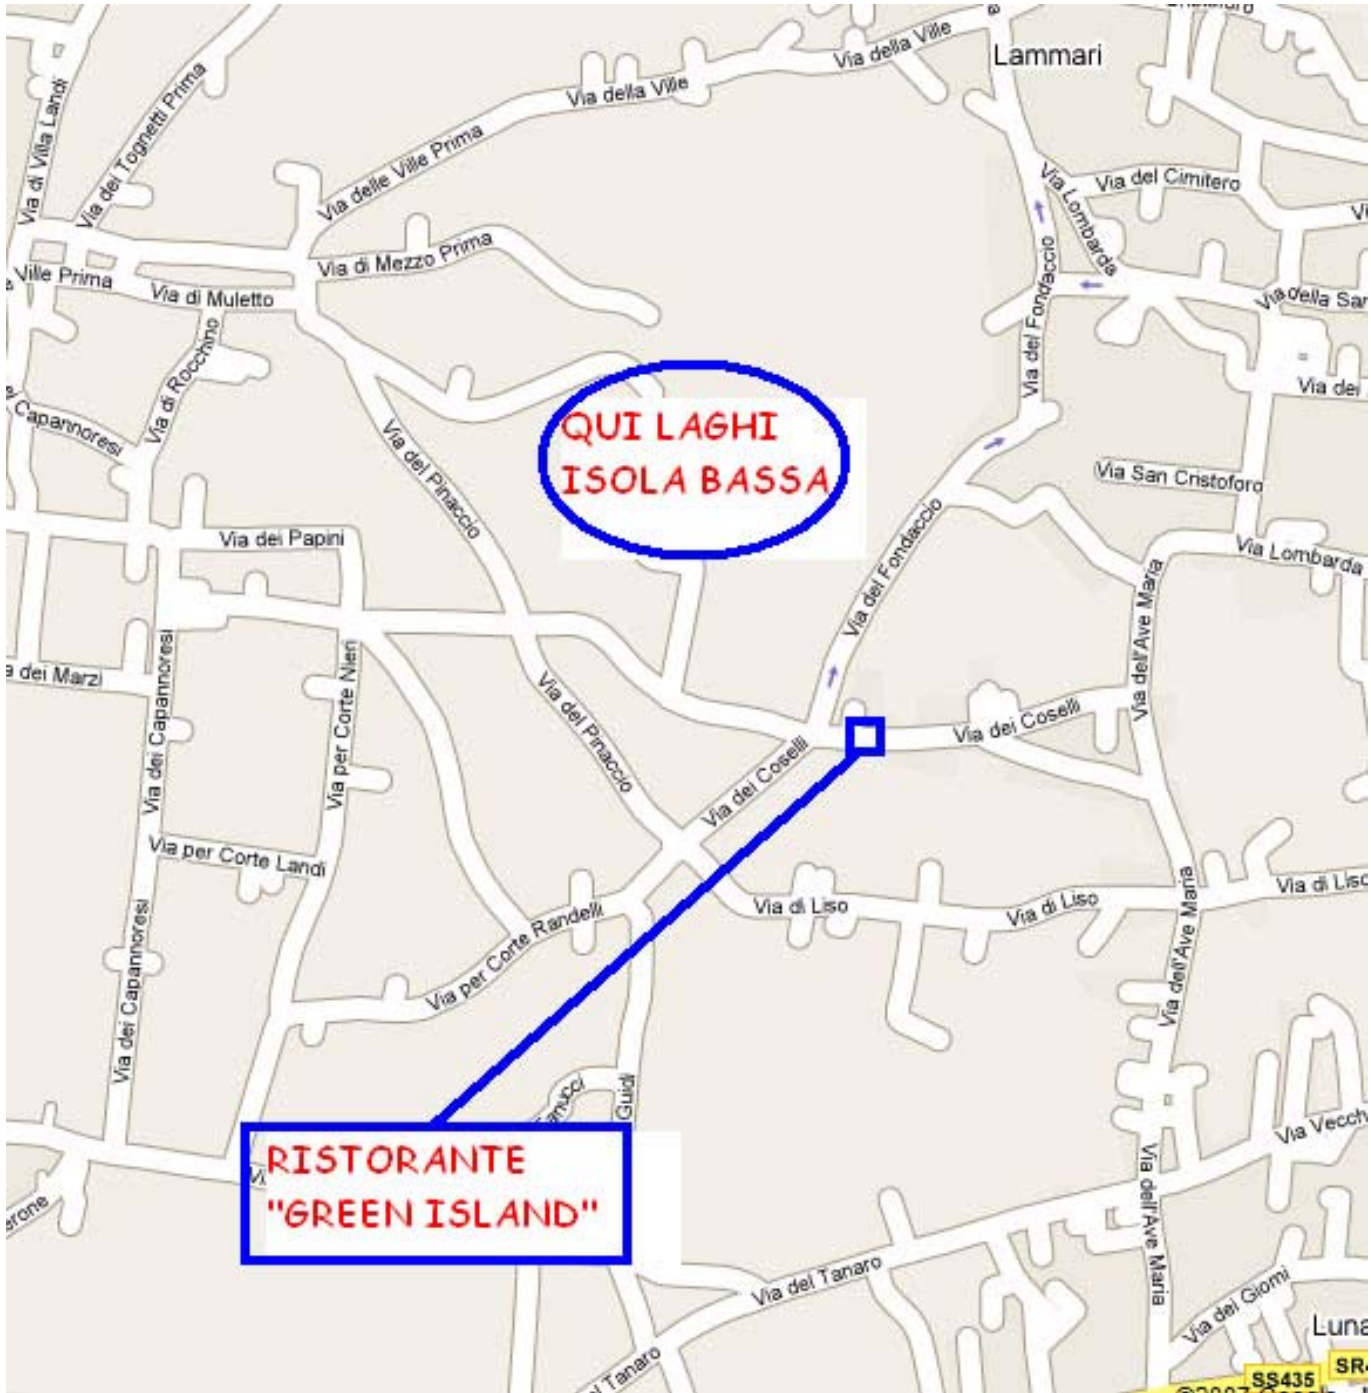 Via della Ville
Lammari
Via di Villa Landi
Via dei Tognetti Prima
Via della Ville
Via delle Ville Prima
Via Lombarda
Via del Cimitero
Via di Mezzo Prima
Ville Prima
Via di Muletto
Via del Fondaccio
Via della
Via di Rocchino
Via dei
Capannoresi
Via del Pinaccio
QUI LAGHI
ISOLA BASSA
Via San Cristoforo
Via dei Papini
Via del Fondaccio
Via Lombarda
Via dell'Ave Maria
dei Marzi
Via dei Capannoresi
Via per Corte Nieri
Via del Pinaccio
Via dei Coselli
Via dei Coselli
Via per Corte Landi
Via di Liso
Via di Liso
Via di Liso
Via per Corte Randelli
Via dei Capannoresi
Via dell'Ave Maria
Guidi
Via
RISTORANTE
"GREEN ISLAND"
Via dell'Ave Maria
Via del Tanaro
Via dei Giomi
Tanaro
SS435